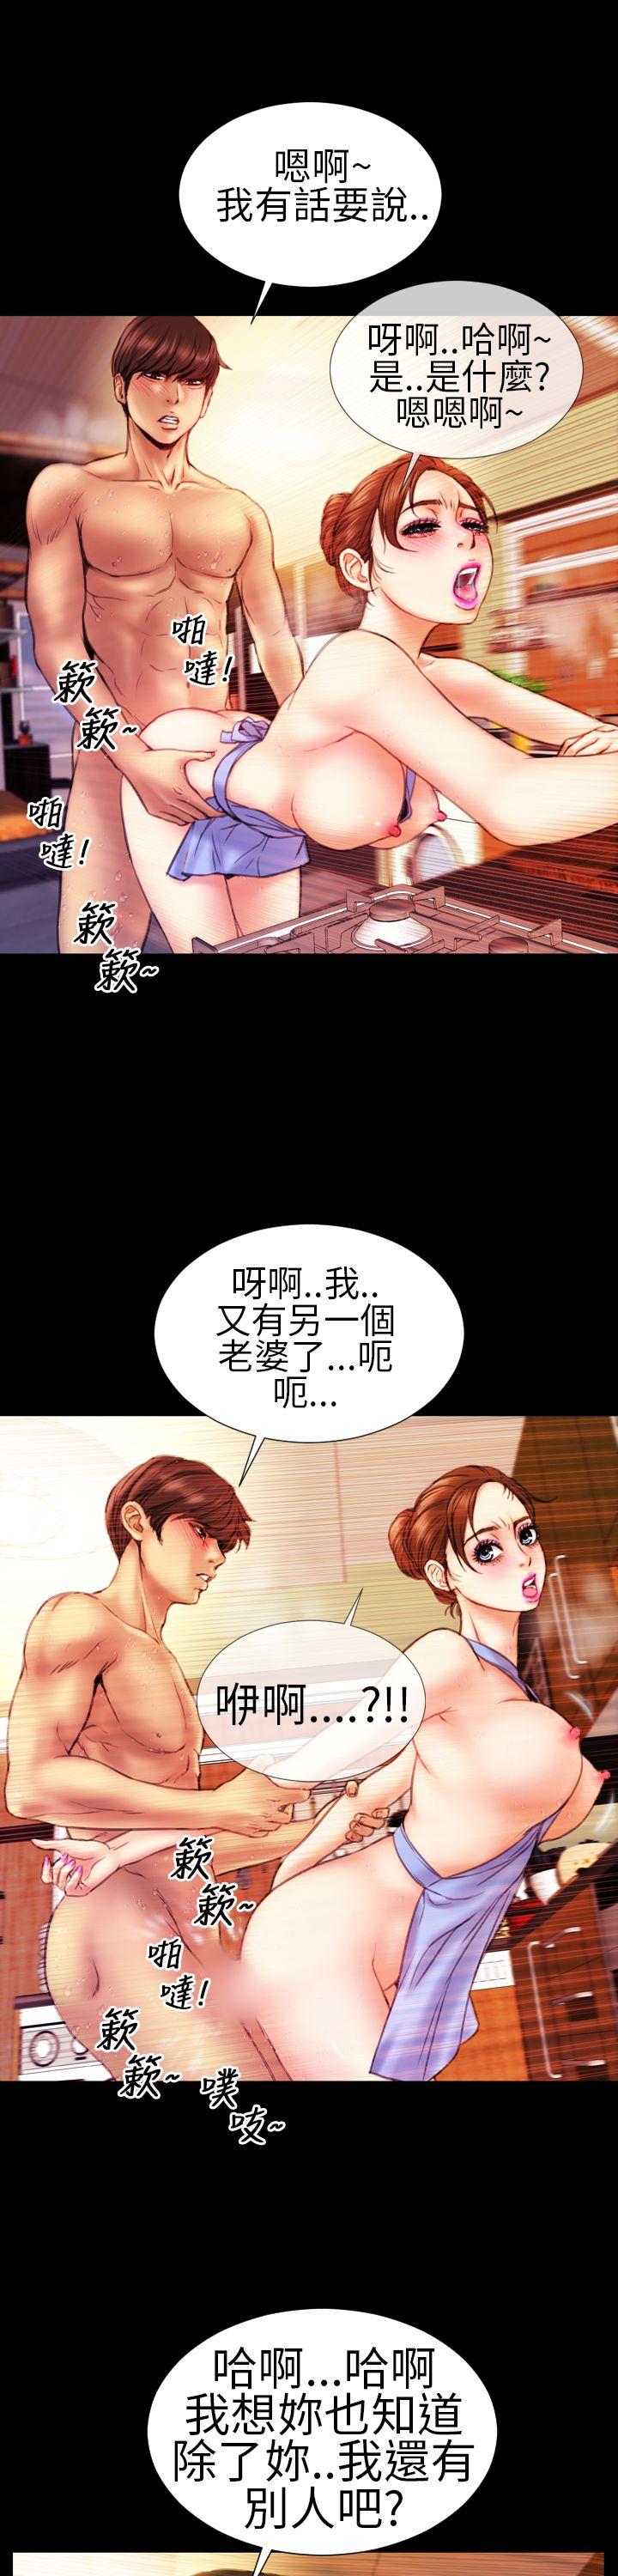 嗯啊~
我有話要說..
呀啊..哈啊~
是..是什麼?
嗯嗯啊~
啪
噠!
簌
簌~
啪
噠!
簌
簌~
呀啊..我..
又有另一個
老婆了...呃
呃...
咿啊....?!!
簌
簌~
啪
噠!
簌
簌~
噗
吱~
哈啊...哈啊
我想妳也知道
除了妳..我還有
別人吧?